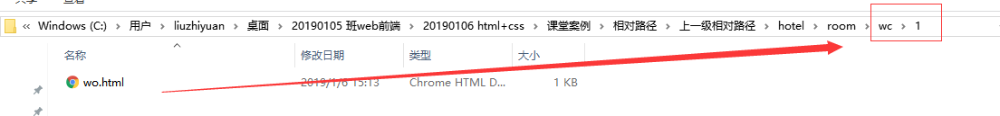 Windows (C:) > 用户 > liuzhiyuan > 桌面 > 20190105 班web前端 > 20190106 html+css > 课堂案例 > 相对路径 > 上一级相对路径 > hotel > room > wc > 1
名称 修改日期 类型 大小
wo.html 2019/1/6 15:13 Chrome HTML D... 1 KB